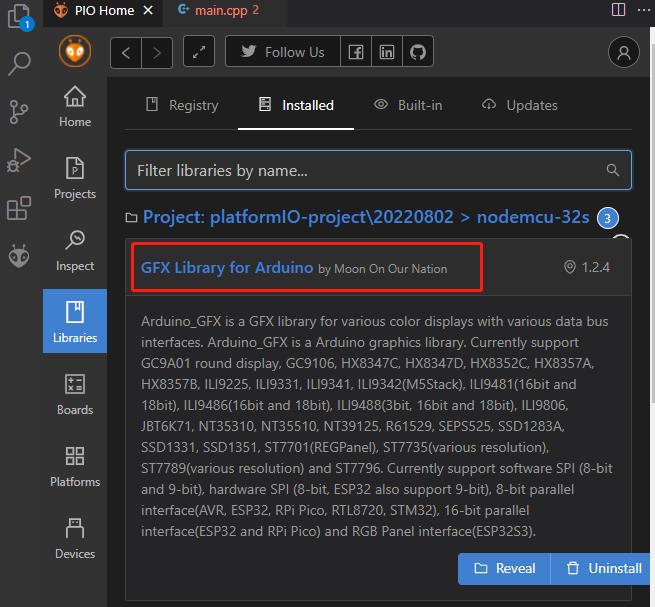 PIO Home
main.cpp 2
1
Follow Us
Home
Projects
Inspect
Libraries
Boards
Platforms
Devices
Registry
Installed
Built-in
Updates
Filter libraries by name...
Project: platformIO-project\20220802 > nodemcu-32s 3
GFX Library for Arduino by Moon On Our Nation
1.2.4
Arduino_GFX is a GFX library for various color displays with various data bus
interfaces. Arduino_GFX is a Arduino graphics library. Currently support
GC9A01 round display, GC9106, HX8347C, HX8347D, HX8352C, HX8357A,
HX8357B, ILI9225, ILI9331, ILI9341, ILI9342(M5Stack), ILI9481(16bit and
18bit), ILI9486(16bit and 18bit), ILI9488(3bit, 16bit and 18bit), ILI9806,
JBT6K71, NT35310, NT35510, NT39125, R61529, SEPS525, SSD1283A,
SSD1331, SSD1351, ST7701(REGPanel), ST7735(various resolution),
ST7789(various resolution) and ST7796. Currently support software SPI (8-bit
and 9-bit), hardware SPI (8-bit, ESP32 also support 9-bit), 8-bit parallel
interface(AVR, ESP32, RPi Pico, RTL8720, STM32), 16-bit parallel
interface(ESP32 and RPi Pico) and RGB Panel interface(ESP32S3).
Reveal
Uninstall